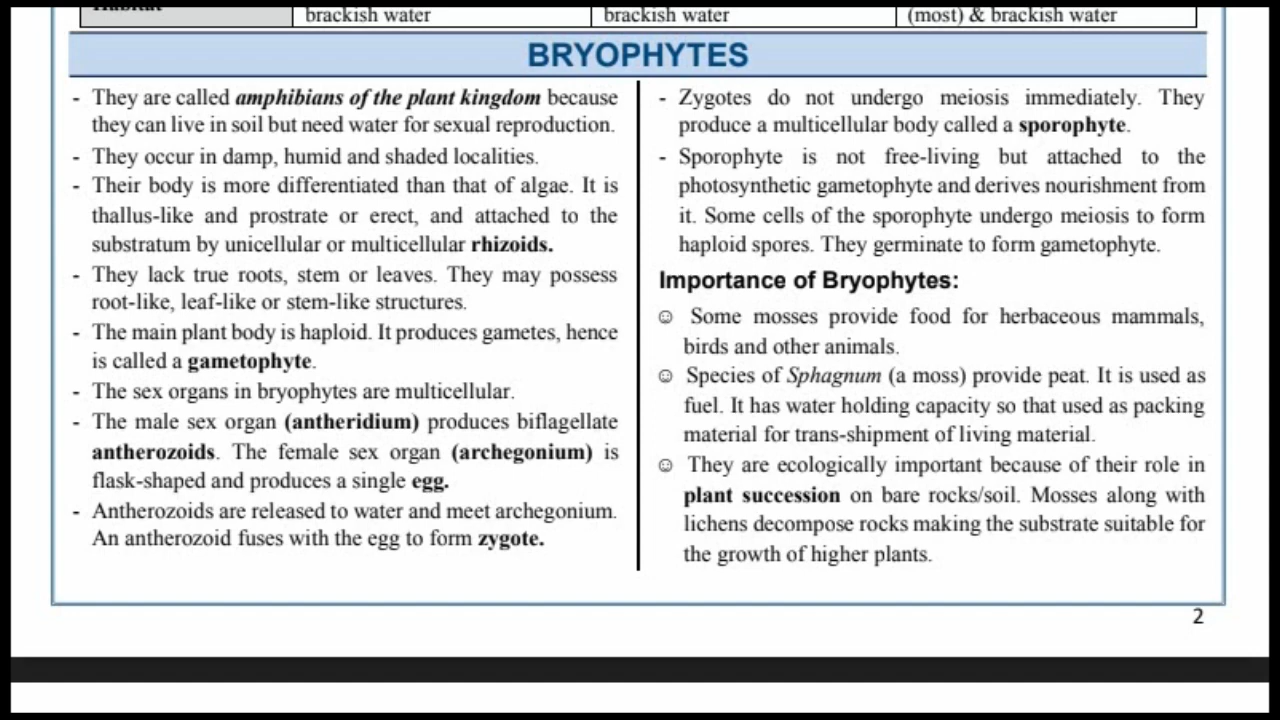 Habitat
brackish water
brackish water
(most) & brackish water
BRYOPHYTES
- They are called amphibians of the plant kingdom because
they can live in soil but need water for sexual reproduction.
- They occur in damp, humid and shaded localities.
- Their body is more differentiated than that of algae. It is
thallus-like and prostrate or erect, and attached to the
substratum by unicellular or multicellular rhizoids.
- They lack true roots, stem or leaves. They may possess
root-like, leaf-like or stem-like structures.
- The main plant body is haploid. It produces gametes, hence
is called a gametophyte.
- The sex organs in bryophytes are multicellular.
- The male sex organ (antheridium) produces biflagellate
antherozoids. The female sex organ (archegonium) is
flask-shaped and produces a single egg.
- Antherozoids are released to water and meet archegonium.
An antherozoid fuses with the egg to form zygote.
- Zygotes do not undergo meiosis immediately. They
produce a multicellular body called a sporophyte.
- Sporophyte is not free-living but attached to the
photosynthetic gametophyte and derives nourishment from
it. Some cells of the sporophyte undergo meiosis to form
haploid spores. They germinate to form gametophyte.
Importance of Bryophytes:
☺ Some mosses provide food for herbaceous mammals,
birds and other animals.
☺ Species of Sphagnum (a moss) provide peat. It is used as
fuel. It has water holding capacity so that used as packing
material for trans-shipment of living material.
☺ They are ecologically important because of their role in
plant succession on bare rocks/soil. Mosses along with
lichens decompose rocks making the substrate suitable for
the growth of higher plants.
2